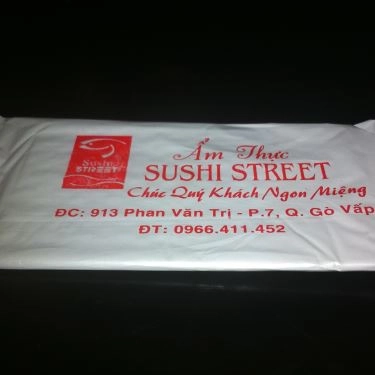 Sushi
STREET
Ẩm Thực
SUSHI STREET
Chúc Quý Khách Ngon Miệng
ĐC: 913 Phan Văn Trị - P.7, Q. Gò Vấp
ĐT: 0966.411.452